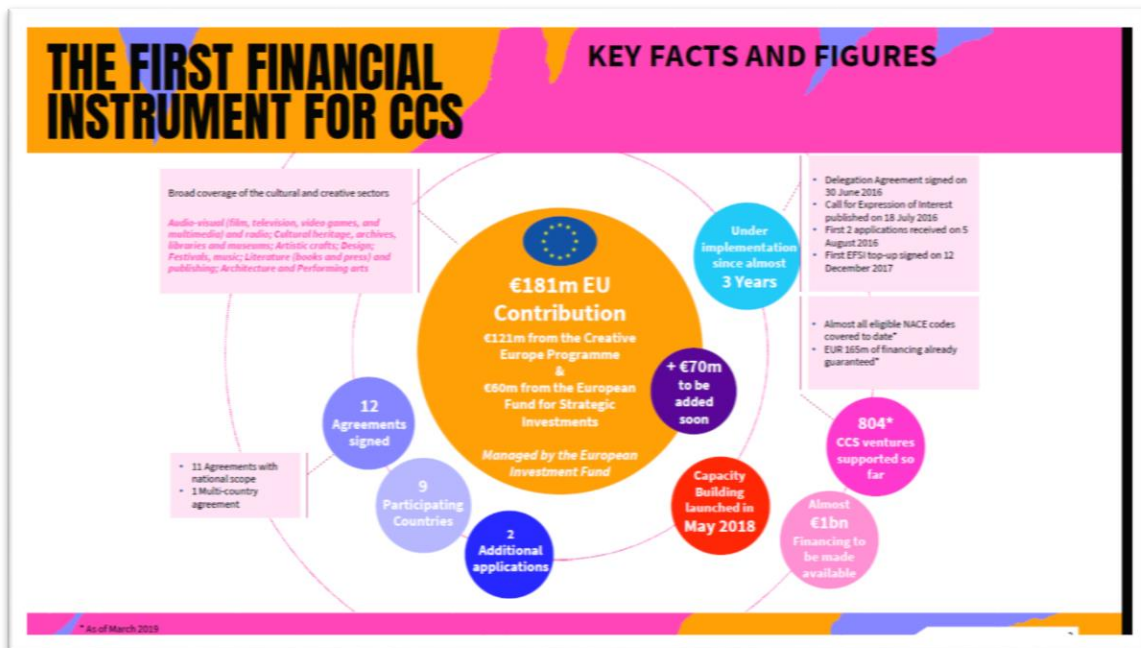 THE FIRST FINANCIAL
INSTRUMENT FOR CCS
KEY FACTS AND FIGURES
Broad coverage of the cultural and creative sectors
Audio-visual (film, television, video games, and
multimedia) and radio; Cultural heritage, archives,
libraries and museums; Artistic crafts; Design;
Festivals, music; Literature (books and press) and
publishing; Architecture and Performing arts
€181m EU
Contribution
€121m from the Creative
Europe Programme
&
€60m from the European
Fund for Strategic
Investments
Managed by the European
Investment Fund
+ €70m
to be
added
soon
Under
implementation
since almost
3 Years
• Delegation Agreement signed on
30 June 2016
• Call for Expression of Interest
published on 18 July 2016
• First 2 applications received on 5
August 2016
• First EFSI top-up signed on 12
December 2017
• Almost all eligible NACE codes
covered to date*
• EUR 165m of financing already
guaranteed*
12
Agreements
signed
• 11 Agreements with
national scope
• 1 Multi-country
agreement
9
Participating
Countries
2
Additional
applications
Capacity
Building
launched in
May 2018
804*
CCS ventures
supported so
far
Almost
€1bn
Financing to
be made
available
* As of March 2019